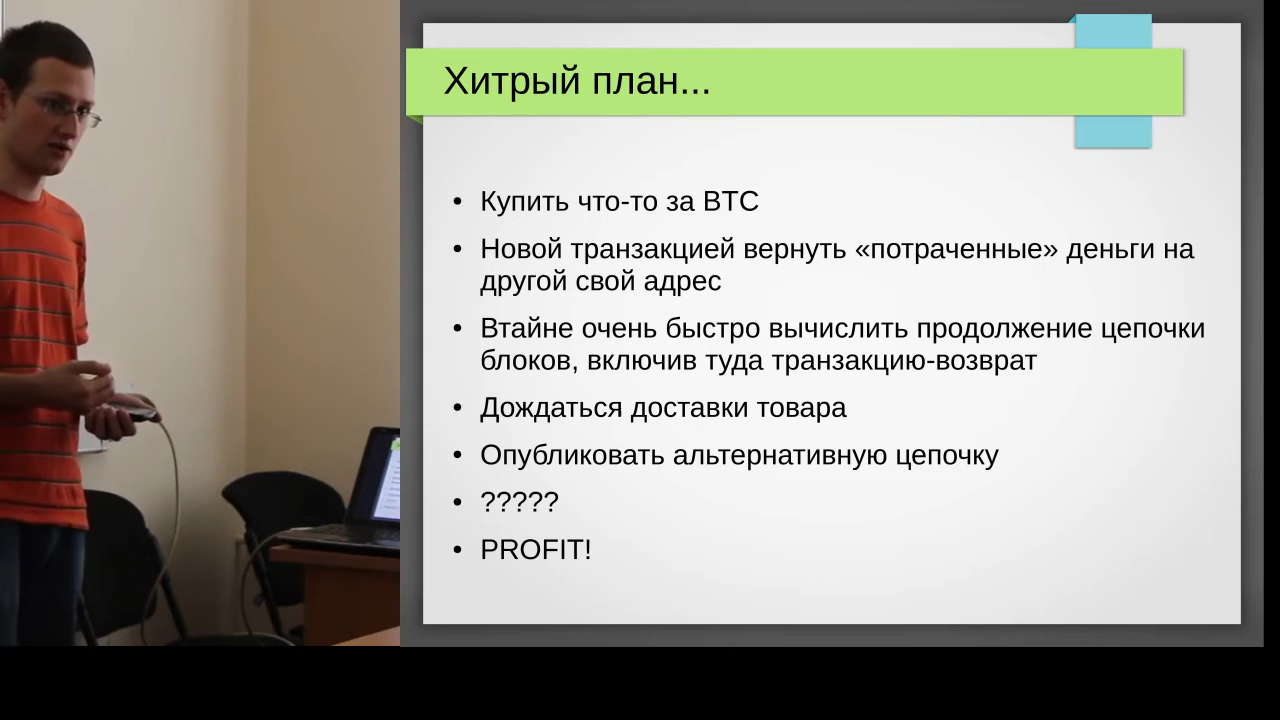 Хитрый план...
• Купить что-то за BTC
• Новой транзакцией вернуть «потраченные» деньги на
другой свой адрес
• Втайне очень быстро вычислить продолжение цепочки
блоков, включив туда транзакцию-возврат
• Дождаться доставки товара
• Опубликовать альтернативную цепочку
• ?????
• PROFIT!